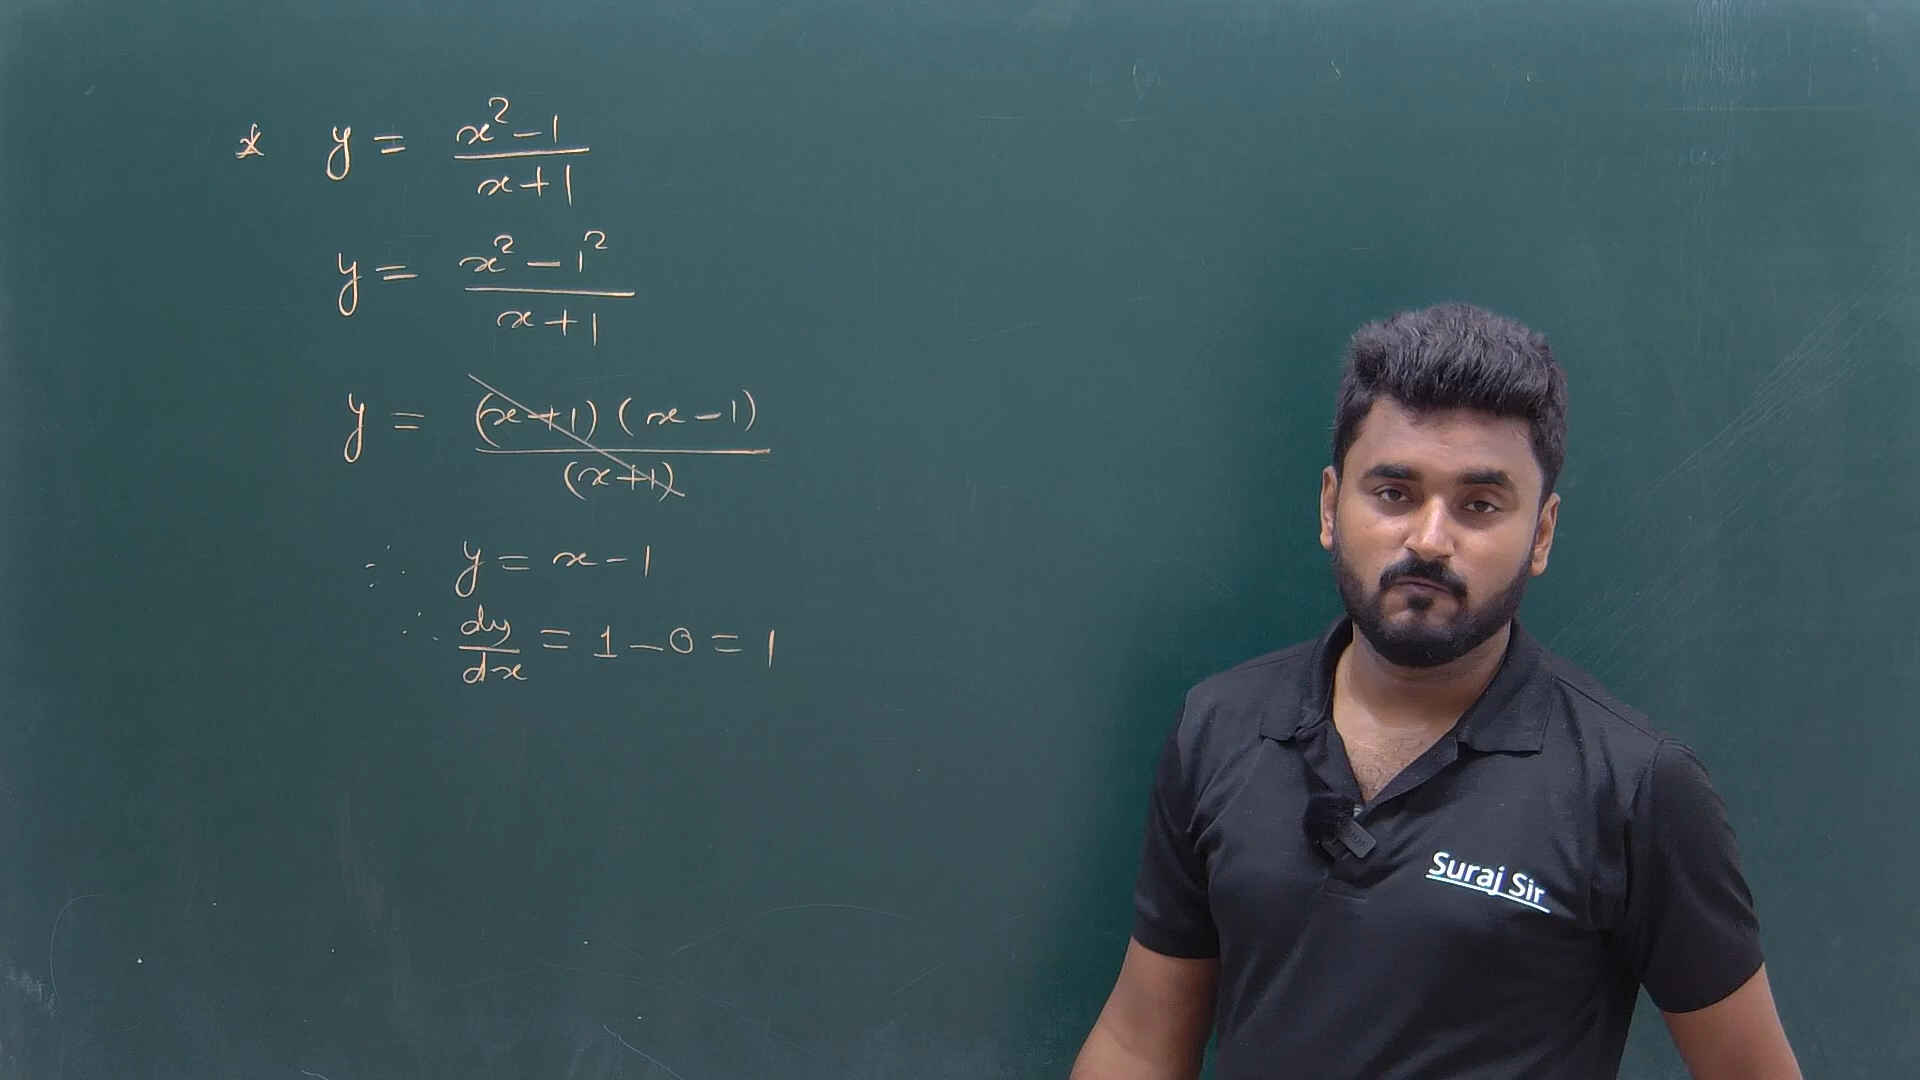 * y = x²-1 / x+1
y = x² - 1² / x+1
y = (x+1) (x-1) / (x+1)
∴ y = x-1
∴ dy/dx = 1 - 0 = 1
Suraj Sir